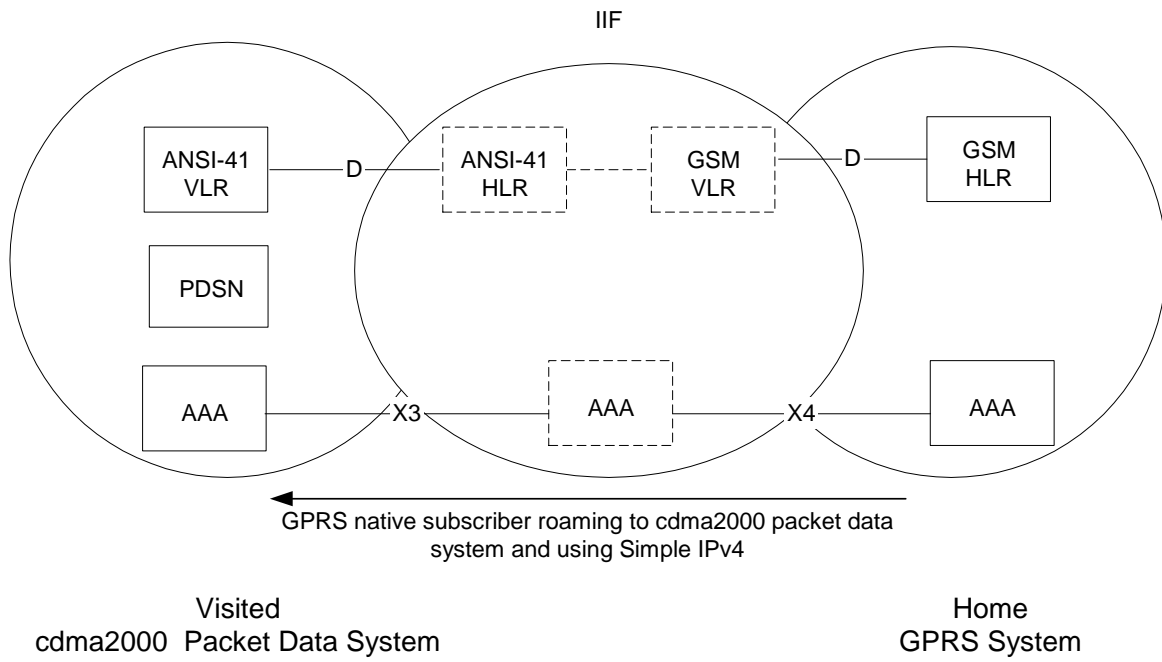 IIF
ANSI-41
VLR
D
ANSI-41
HLR
GSM
VLR
D
GSM
HLR
PDSN
AAA
X3
AAA
X4
AAA
GPRS native subscriber roaming to cdma2000 packet data
system and using Simple IPv4
Visited
cdma2000 Packet Data System
Home
GPRS System